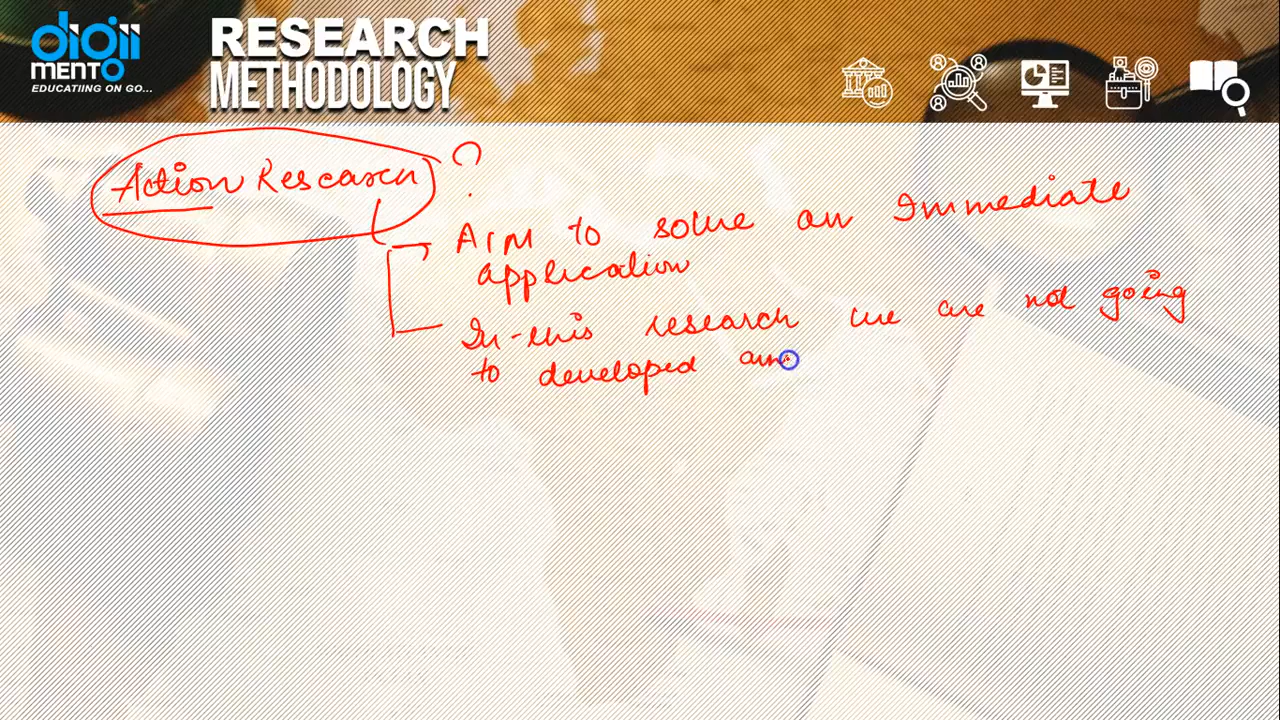 digii
MENTO
EDUCATIING ON GO...
RESEARCH
METHODOLOGY
Action Research ?
AIM to solve an Immediate
application
In-this research we are not going
to developed